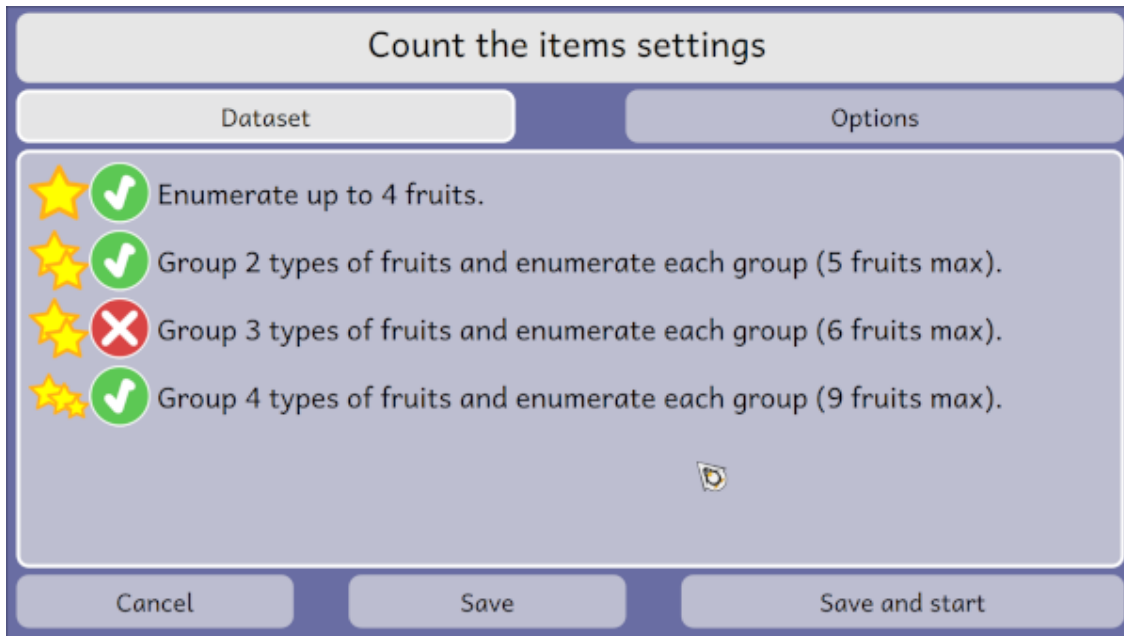 Count the items settings
Dataset
Options
Enumerate up to 4 fruits.
Group 2 types of fruits and enumerate each group (5 fruits max).
Group 3 types of fruits and enumerate each group (6 fruits max).
Group 4 types of fruits and enumerate each group (9 fruits max).
Cancel
Save
Save and start